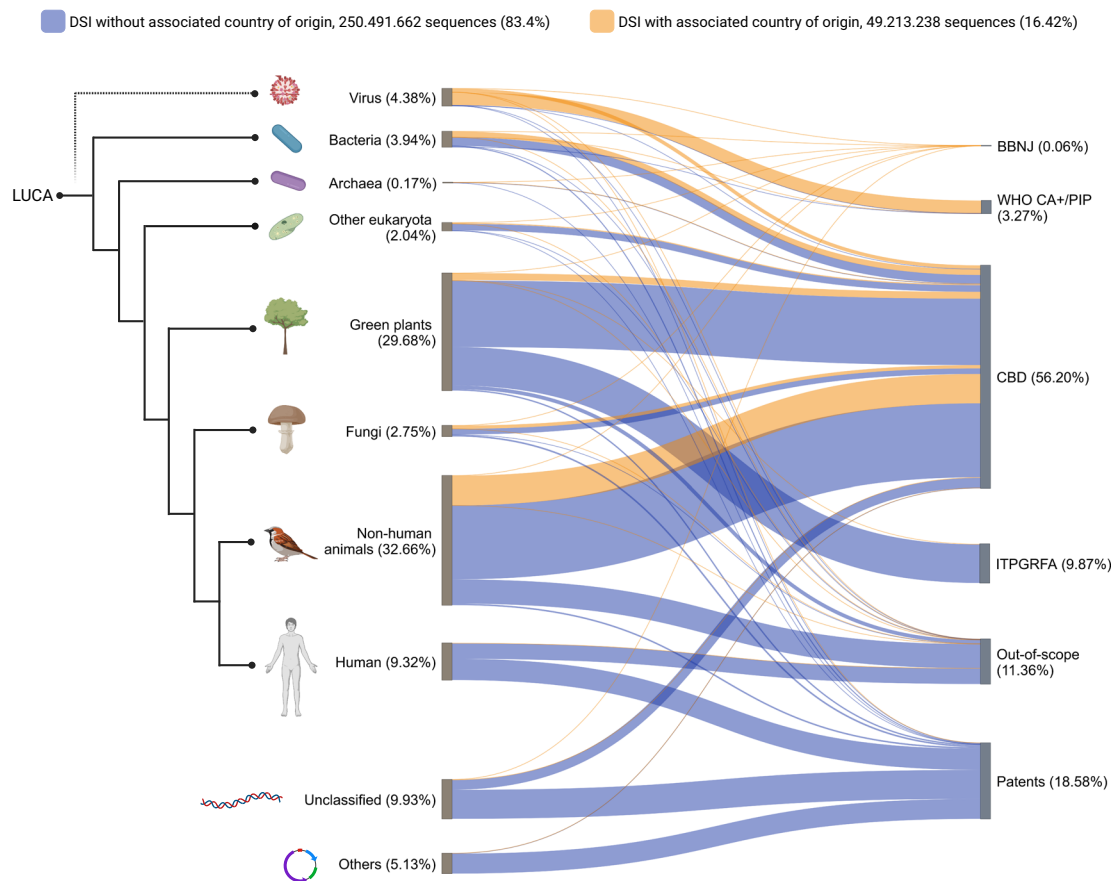 DSI without associated country of origin, 250.491.662 sequences (83.4%)
DSI with associated country of origin, 49.213.238 sequences (16.42%)
LUCA
Virus (4.38%)
Bacteria (3.94%)
Archaea (0.17%)
Other eukaryota
(2.04%)
Green plants
(29.68%)
Fungi (2.75%)
Non-human
animals (32.66%)
Human (9.32%)
Unclassified (9.93%)
Others (5.13%)
BBNJ (0.06%)
WHO CA+/PIP
(3.27%)
CBD (56.20%)
ITPGRFA (9.87%)
Out-of-scope
(11.36%)
Patents (18.58%)